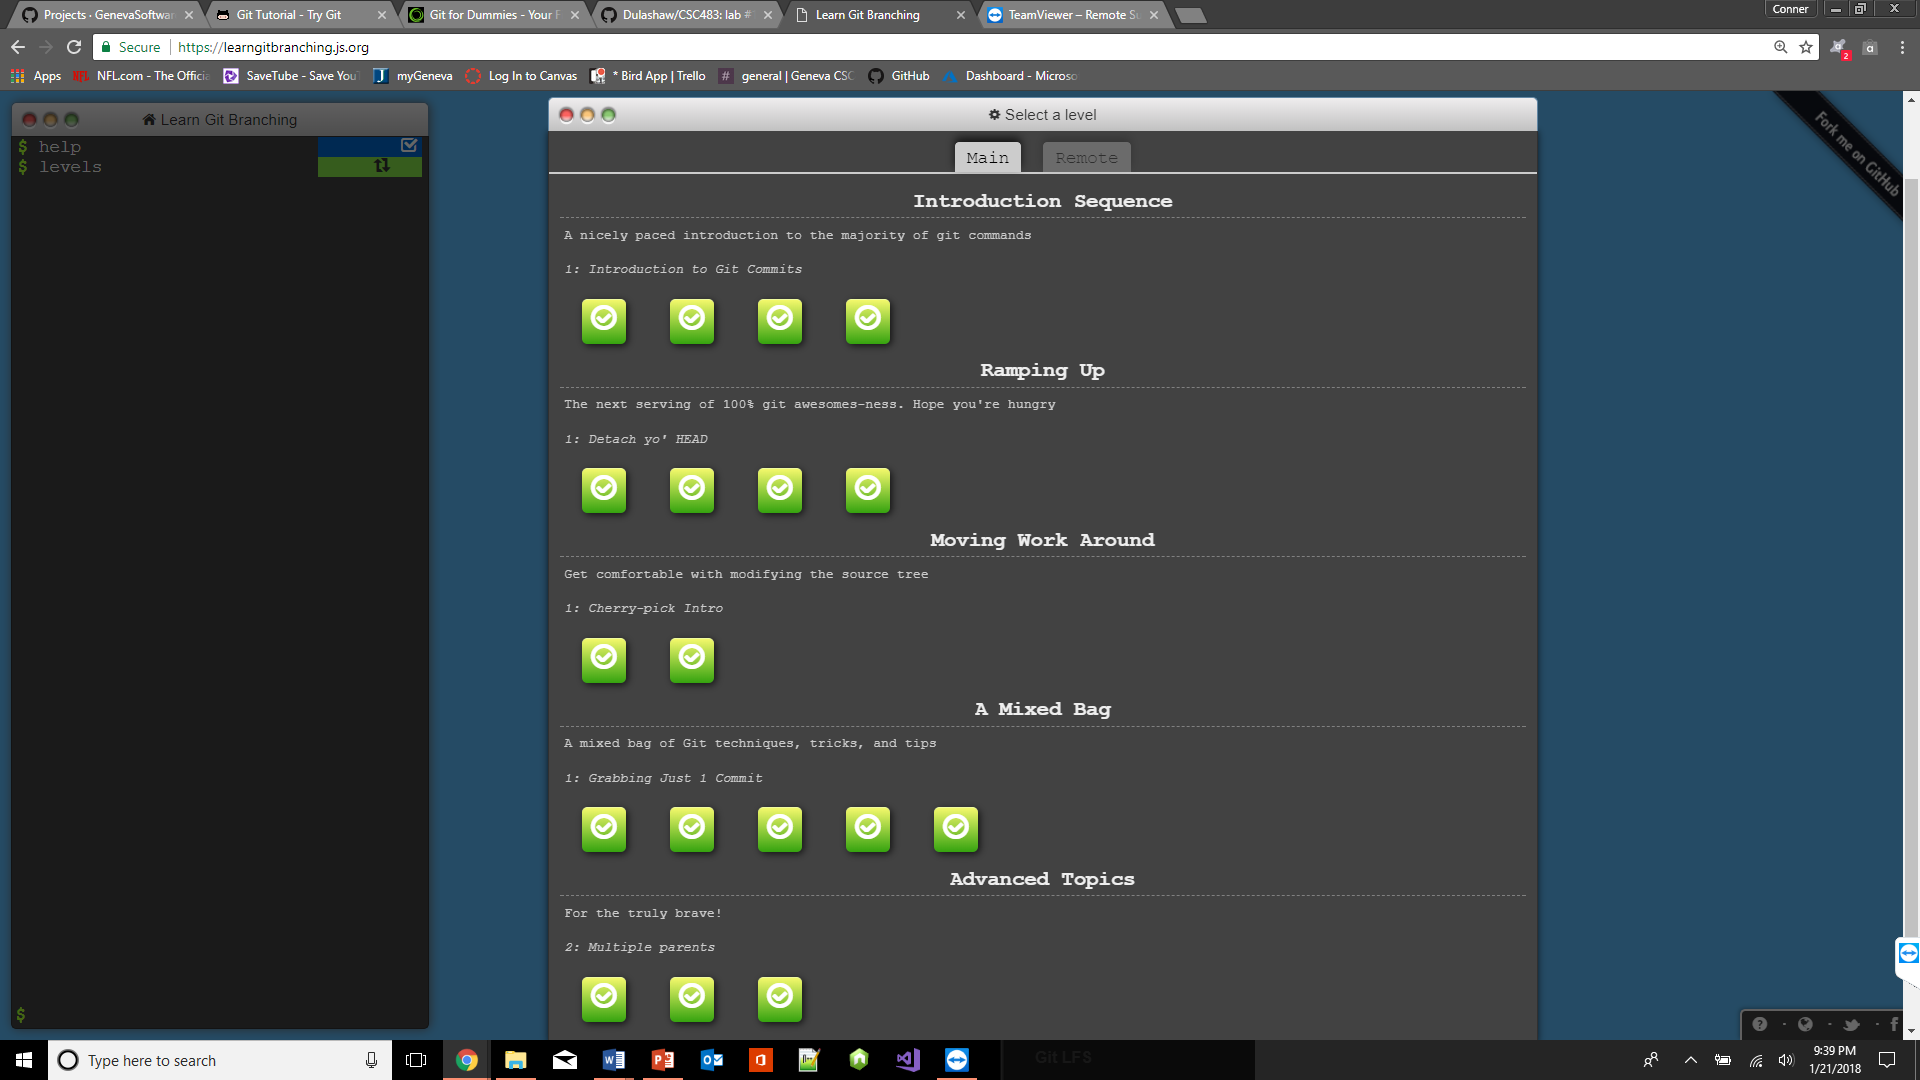 Projects · GenevaSoftwar
Git Tutorial - Try Git
Git for Dummies - Your F
Dulashaw/CSC483: lab #
Learn Git Branching
TeamViewer – Remote Su
Conner
Secure
https://learngitbranching.js.org
2
Apps
NFL.com - The Officia
SaveTube - Save You
myGeneva
Log In to Canvas
* Bird App | Trello
general | Geneva CSC
GitHub
Dashboard - Microso
Learn Git Branching
$ help
$ levels
$
Select a level
Main
Remote
Introduction Sequence
A nicely paced introduction to the majority of git commands
1: Introduction to Git Commits
Ramping Up
The next serving of 100% git awesomes-ness. Hope you're hungry
1: Detach yo' HEAD
Moving Work Around
Get comfortable with modifying the source tree
1: Cherry-pick Intro
A Mixed Bag
A mixed bag of Git techniques, tricks, and tips
1: Grabbing Just 1 Commit
Advanced Topics
For the truly brave!
2: Multiple parents
Fork me on GitHub
Type here to search
Git LFS
9:39 PM
1/21/2018